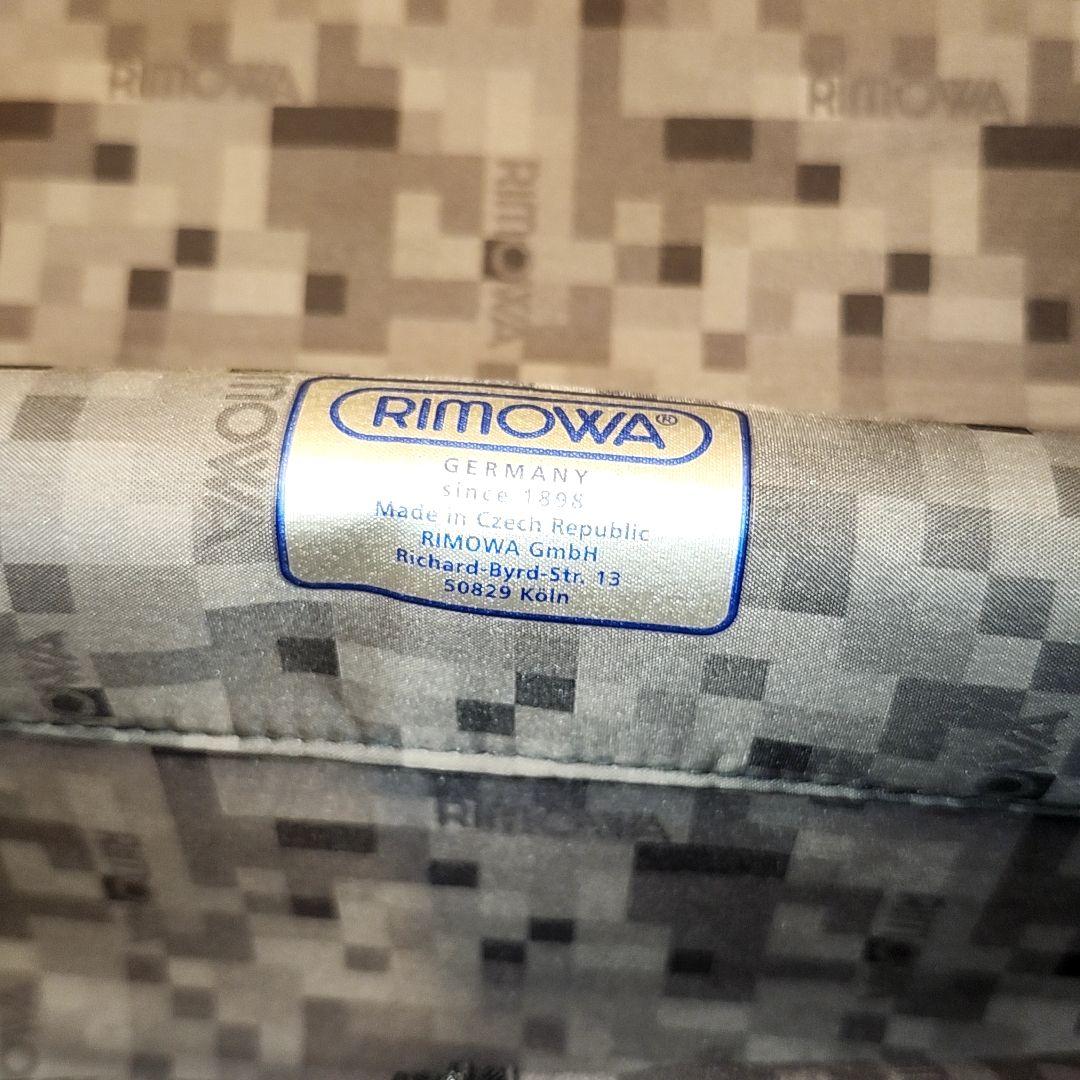 RIMOWA
RIMOWA
RIMOWA
RIMOWA®
GERMANY
since 1898
Made in Czech Republic
RIMOWA GmbH
Richard-Byrd-Str. 13
50829 Köln
RIMOWA